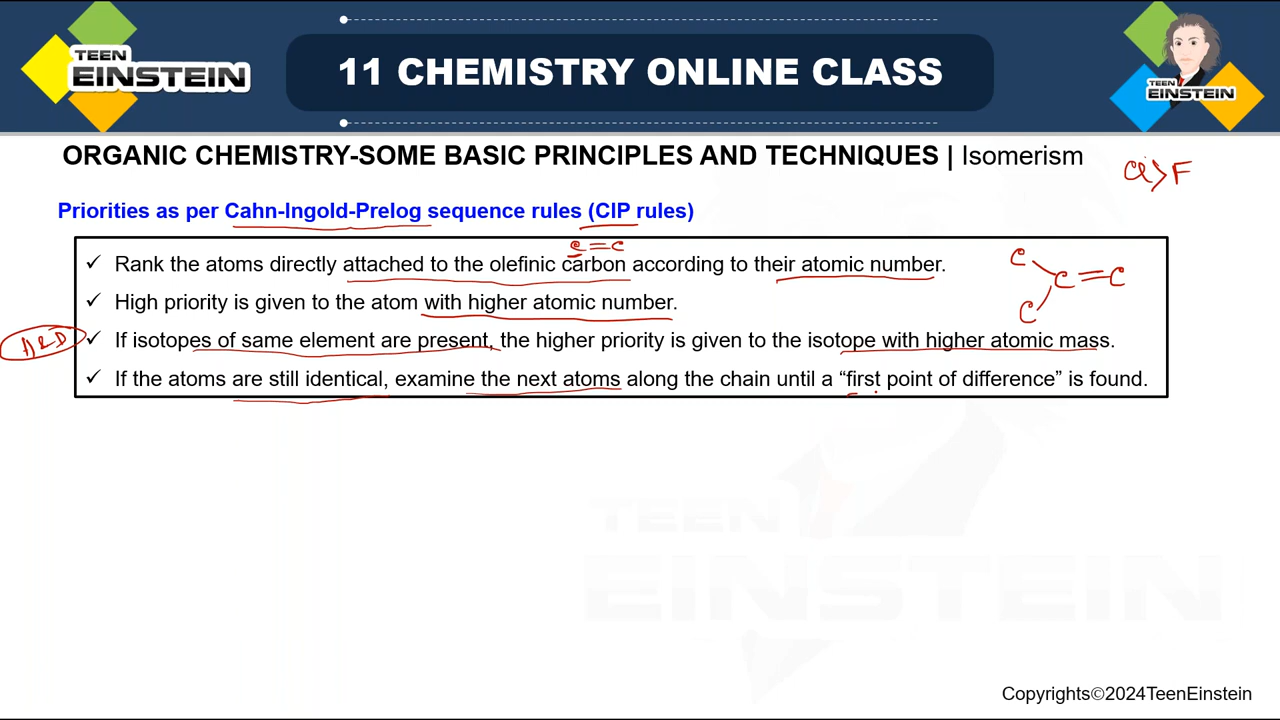 TEEN
EINSTEIN
11 CHEMISTRY ONLINE CLASS
TEEN
EINSTEIN
ORGANIC CHEMISTRY-SOME BASIC PRINCIPLES AND TECHNIQUES | Isomerism
Cl>F
Priorities as per Cahn-Ingold-Prelog sequence rules (CIP rules)
C=C
✓ Rank the atoms directly attached to the olefinic carbon according to their atomic number.
C
C=C
C
✓ High priority is given to the atom with higher atomic number.
H&D
✓ If isotopes of same element are present, the higher priority is given to the isotope with higher atomic mass.
✓ If the atoms are still identical, examine the next atoms along the chain until a “first point of difference” is found.
TEEN
EINSTEIN
Copyrights©2024TeenEinstein